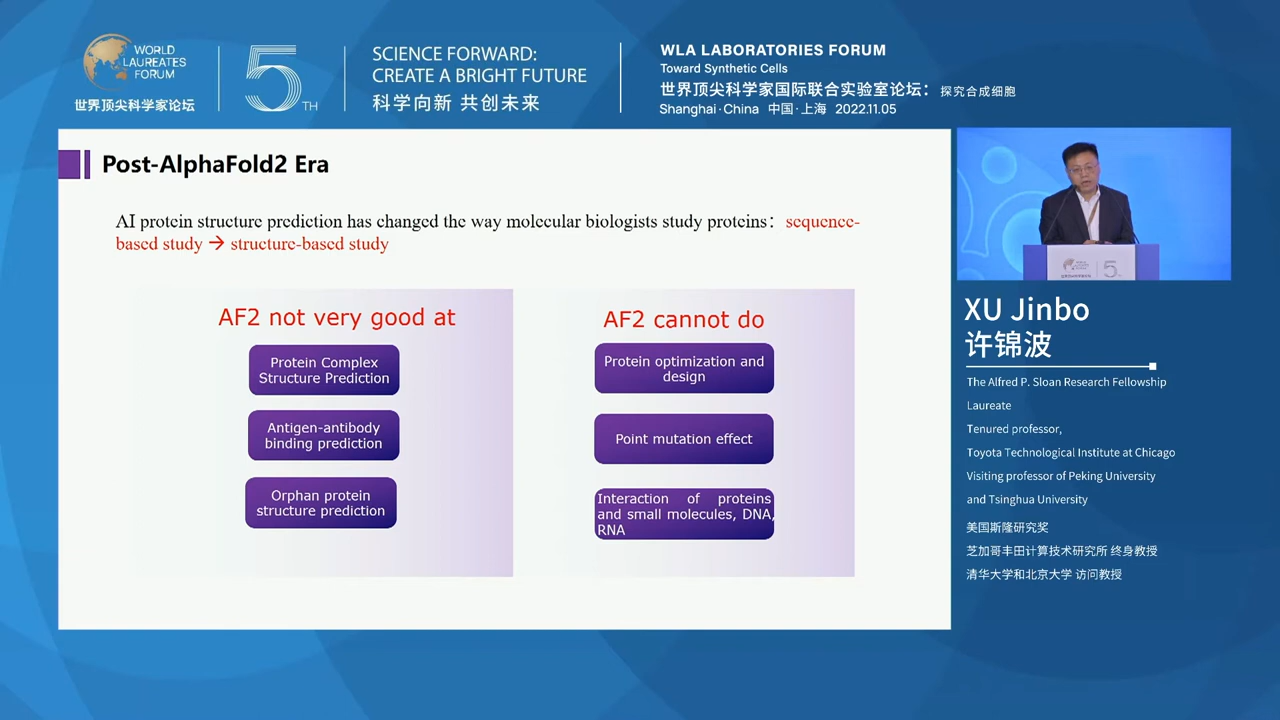 WORLD
LAUREATES
FORUM
世界顶尖科学家论坛
5TH
SCIENCE FORWARD:
CREATE A BRIGHT FUTURE
科学向新 共创未来
WLA LABORATORIES FORUM
Toward Synthetic Cells
世界顶尖科学家国际联合实验室论坛：探究合成细胞
Shanghai·China 中国·上海 2022.11.05
Post-AlphaFold2 Era
AI protein structure prediction has changed the way molecular biologists study proteins: sequence-
based study → structure-based study
AF2 not very good at
Protein Complex
Structure Prediction
Antigen-antibody
binding prediction
Orphan protein
structure prediction
AF2 cannot do
Protein optimization and
design
Point mutation effect
Interaction of proteins
and small molecules, DNA,
RNA
5
XU Jinbo
许锦波
The Alfred P. Sloan Research Fellowship
Laureate
Tenured professor,
Toyota Technological Institute at Chicago
Visiting professor of Peking University
and Tsinghua University
美国斯隆研究奖
芝加哥丰田计算技术研究所 终身教授
清华大学和北京大学 访问教授